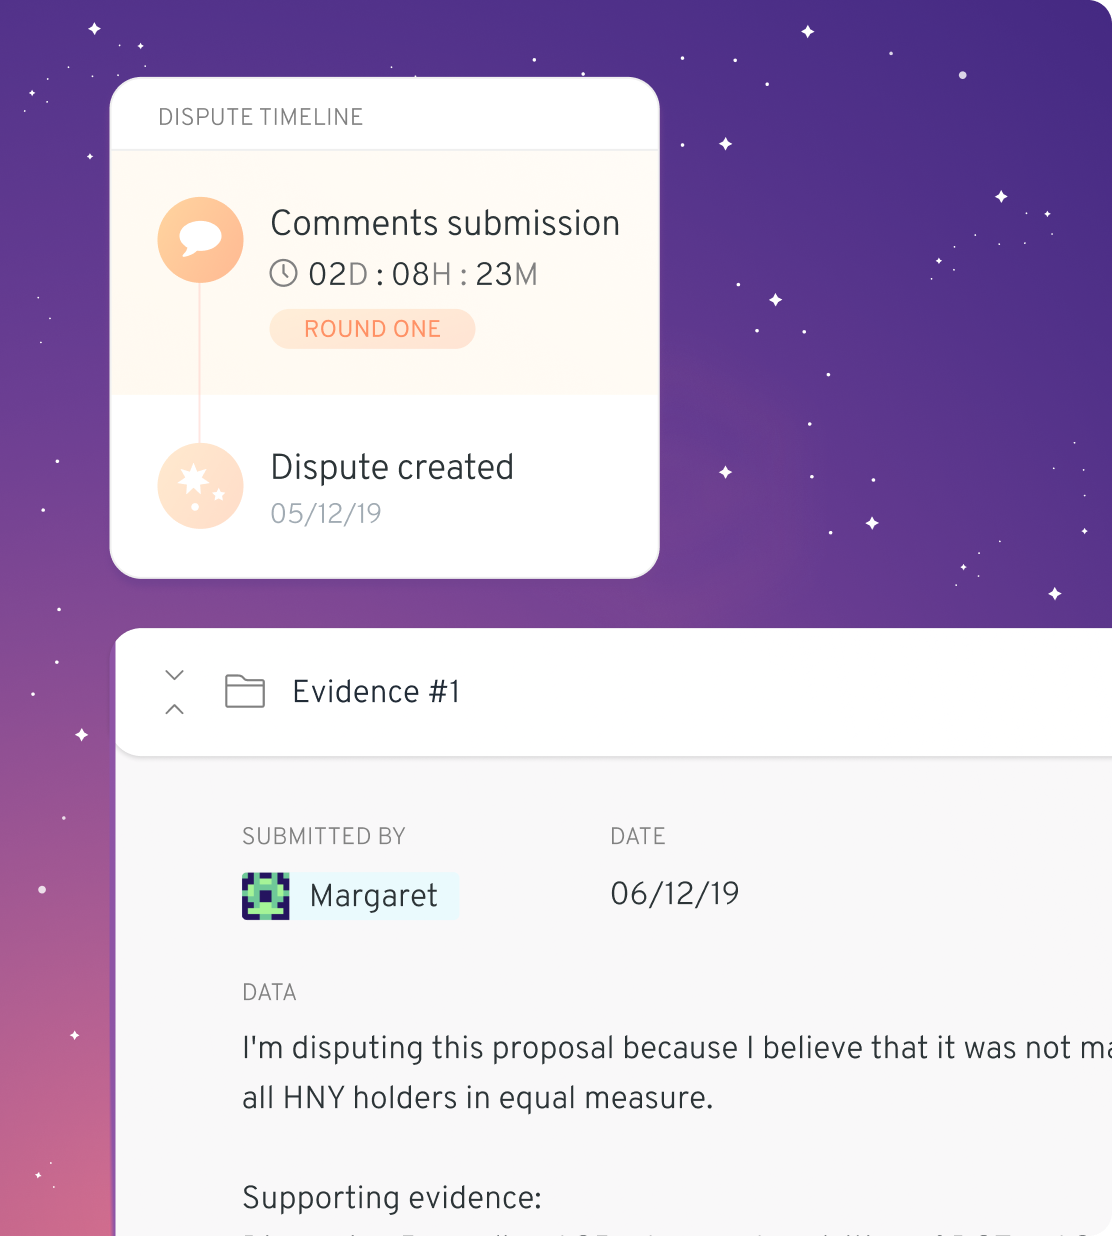 DISPUTE TIMELINE
Comments submission
02D : 08H : 23M
ROUND ONE
Dispute created
05/12/19
Evidence #1
SUBMITTED BY
DATE
Margaret
06/12/19
DATA
I'm disputing this proposal because I believe that it was not
all HNY holders in equal measure.
Supporting evidence: